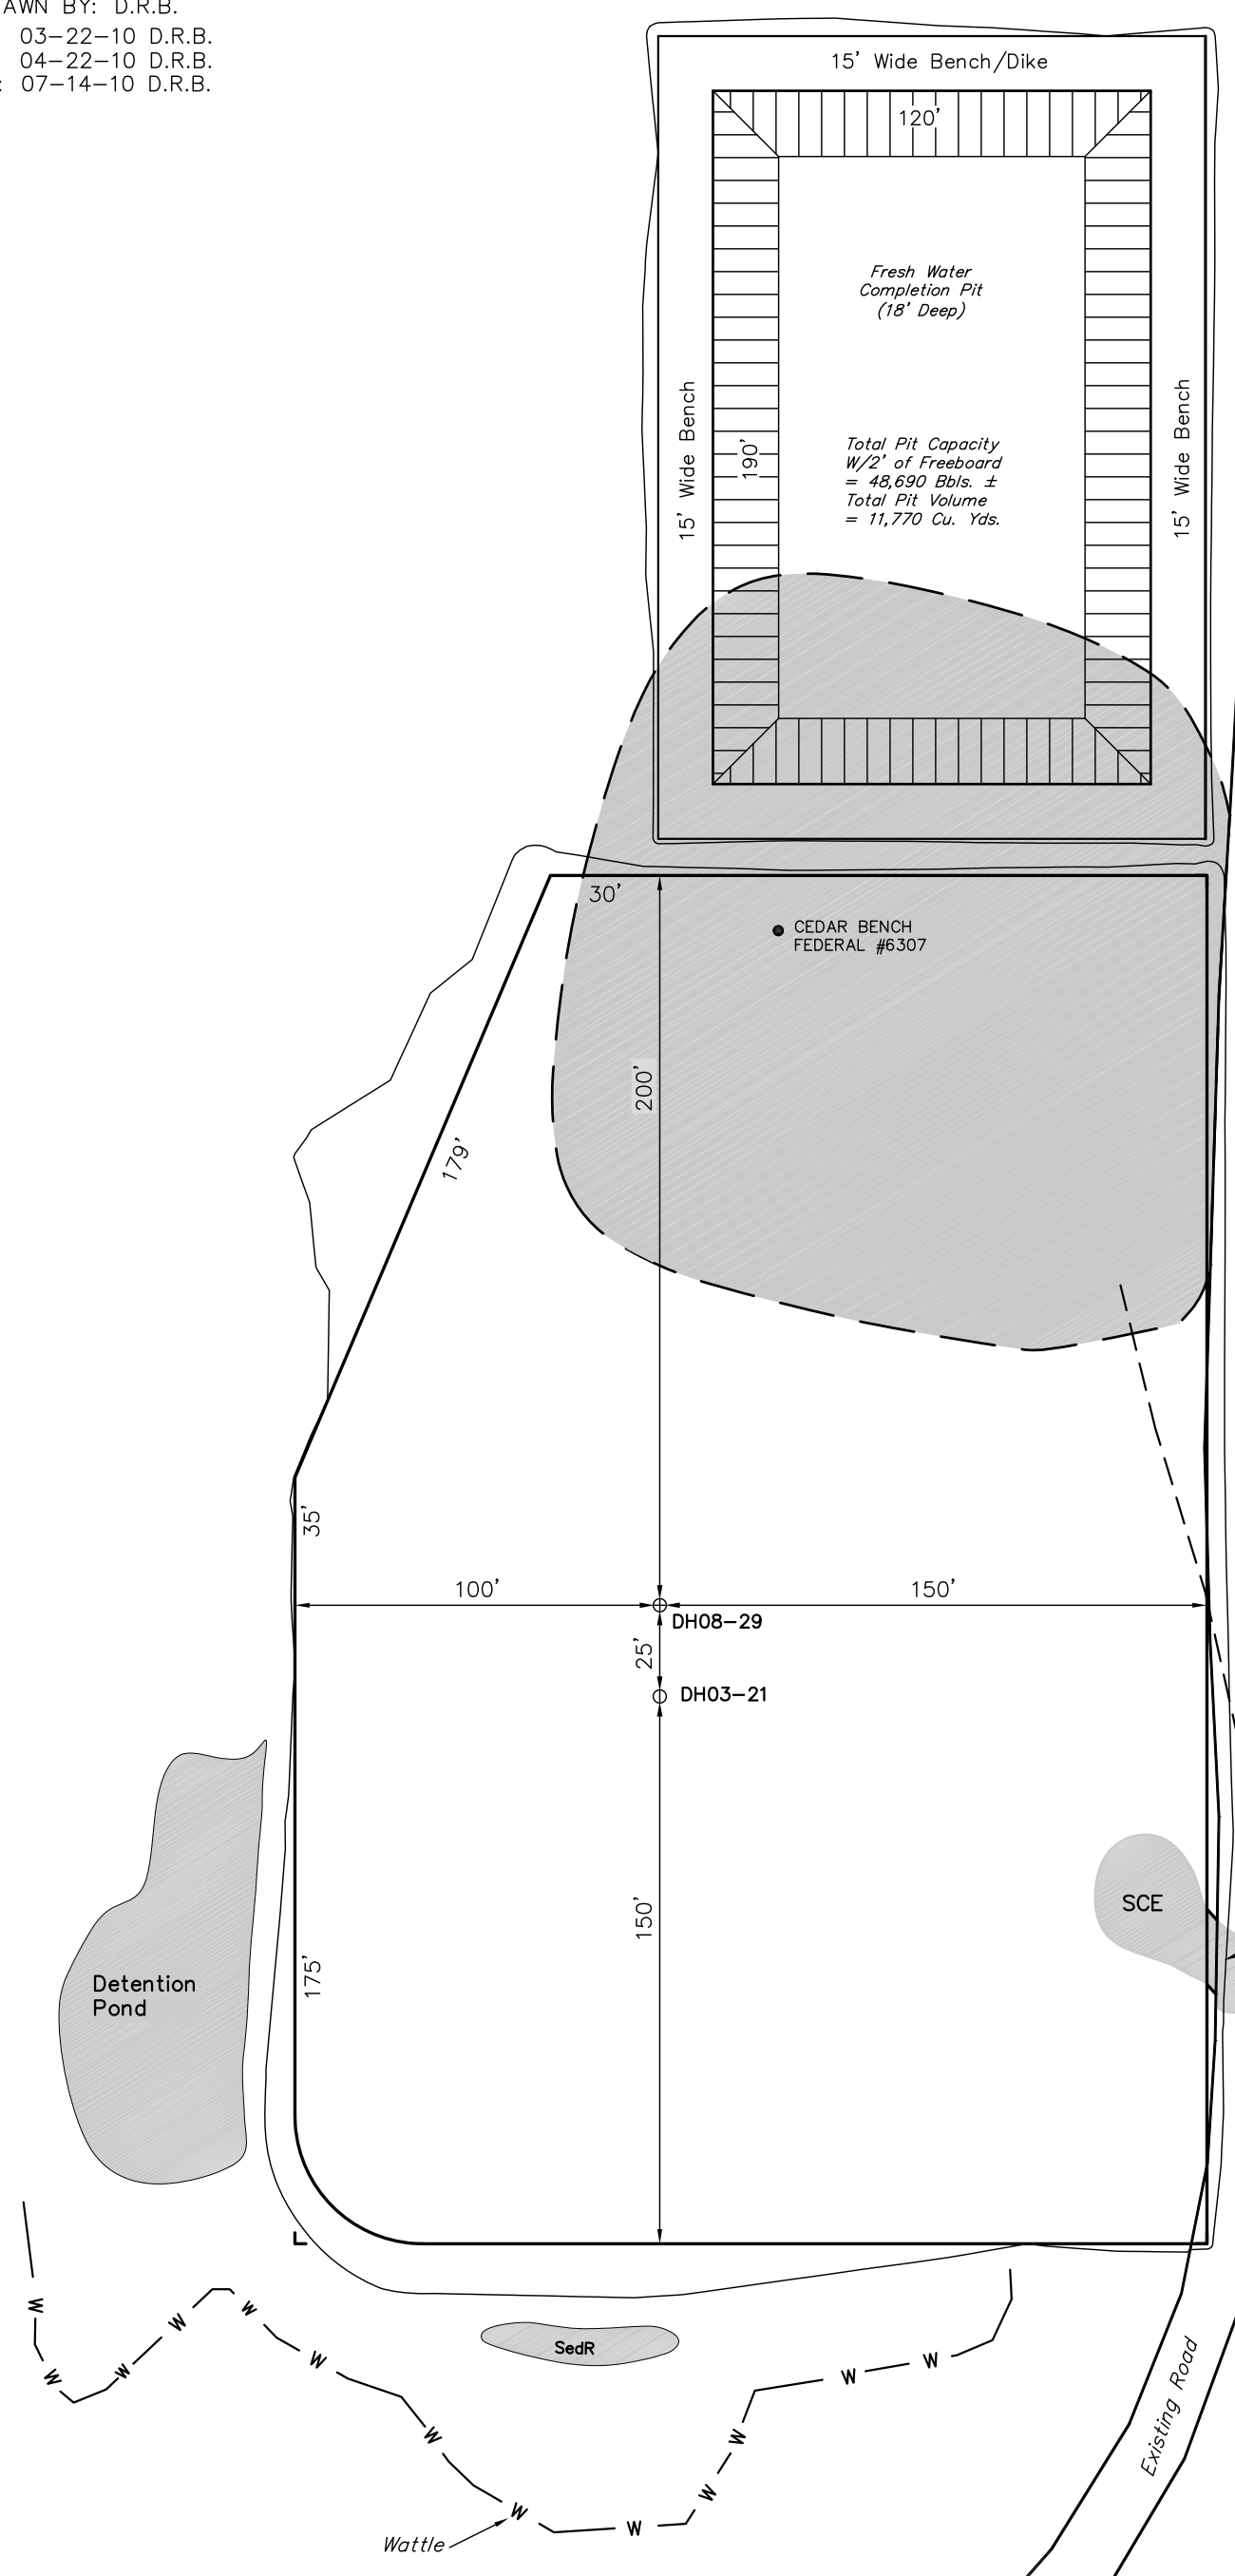 AWN BY: D.R.B.
03-22-10 D.R.B.
04-22-10 D.R.B.
: 07-14-10 D.R.B.
15' Wide Bench/Dike
120'
Fresh Water
Completion Pit
(18' Deep)
15' Wide Bench
190'
15' Wide Bench
Total Pit Capacity
W/2' of Freeboard
= 48,690 Bbls. ±
Total Pit Volume
= 11,770 Cu. Yds.
30'
CEDAR BENCH
FEDERAL #6307
200'
179'
35'
100'
150'
DH08-29
25'
DH03-21
150'
SCE
175'
Detention
Pond
W
W
W
W
W
W
SedR
W
W
W
W
W
W
W
Existing Road
Wattle